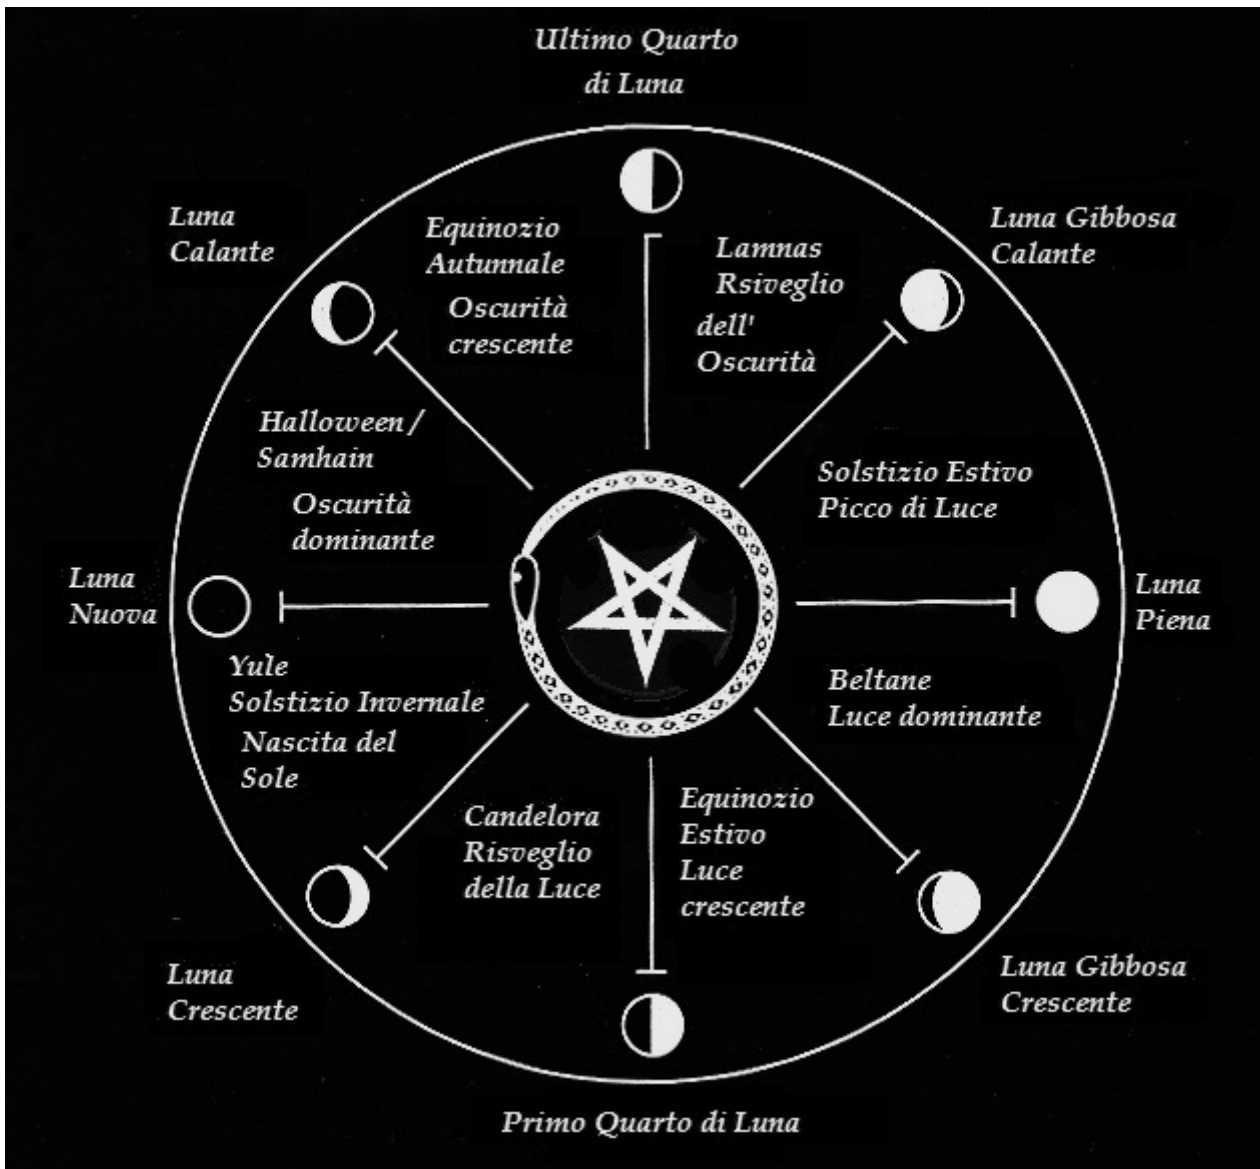 Ultimo Quarto
di Luna
Luna
Calante
Equinozio
Autunnale
Oscurità
crescente
Lamnas
Rsiveglio
dell'
Oscurità
Luna Gibbosa
Calante
Halloween/
Samhain
Oscurità
dominante
Solstizio Estivo
Picco di Luce
Luna
Nuova
Luna
Piena
Yule
Solstizio Invernale
Nascita del
Sole
Beltane
Luce dominante
Candelora
Risveglio
della Luce
Equinozio
Estivo
Luce
crescente
Luna
Crescente
Luna Gibbosa
Crescente
Primo Quarto di Luna